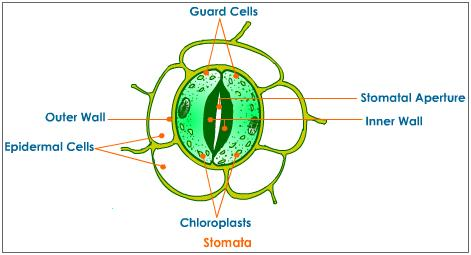 Guard Cells
Stomatal Aperture
Outer Wall
Inner Wall
Epidermal Cells
Chloroplasts
Stomata